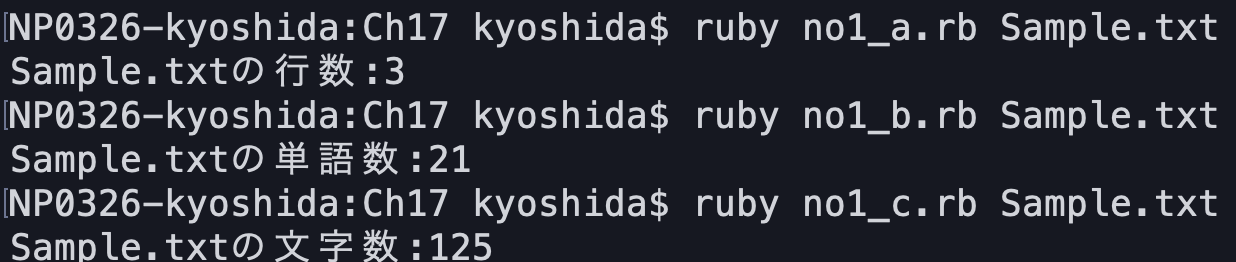 [NP0326-kyoshida:Ch17 kyoshida$ ruby no1_a.rb Sample.txt
Sample.txtの行数:3
[NP0326-kyoshida:Ch17 kyoshida$ ruby no1_b.rb Sample.txt
Sample.txtの単語数:21
[NP0326-kyoshida:Ch17 kyoshida$ ruby no1_c.rb Sample.txt
Sample.txtの文字数:125